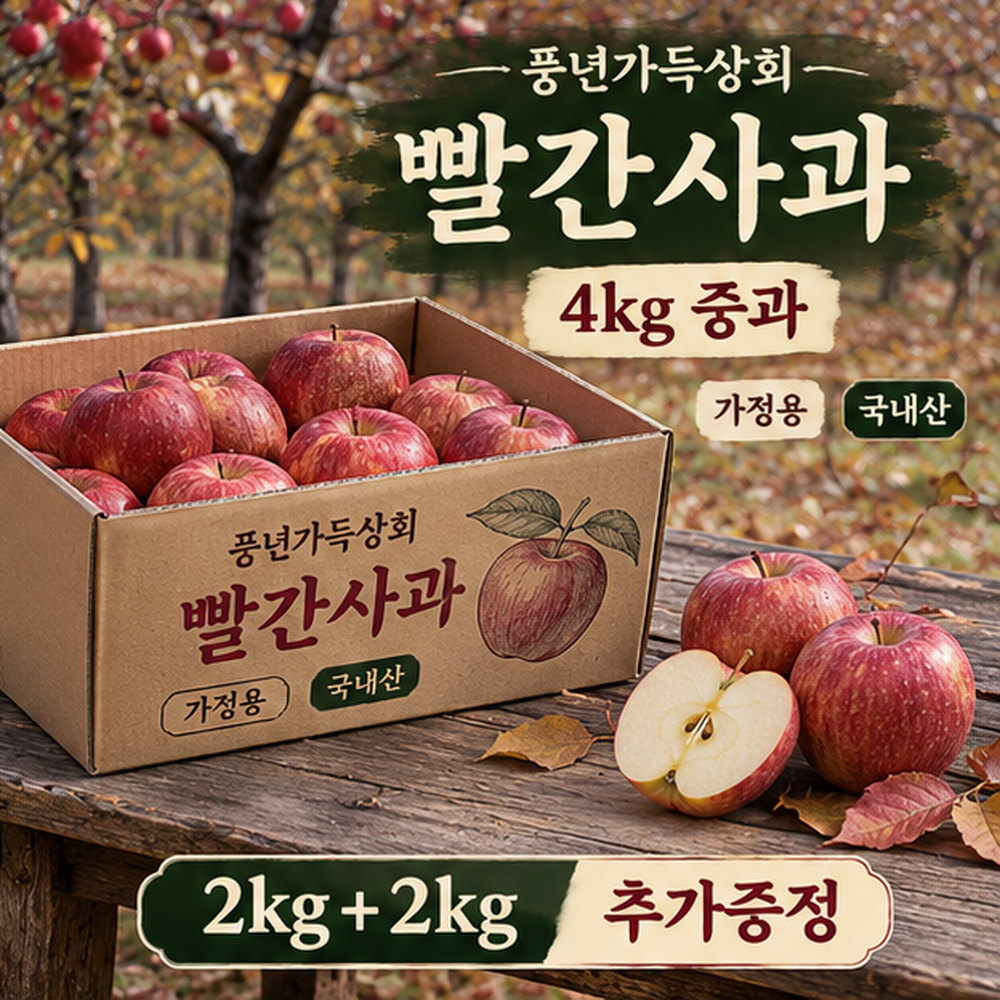 풍년가득상회
빨간사과
4kg 중과
가정용 국내산
풍년가득상회
빨간사과
가정용 국내산
2kg+2kg 추가증정